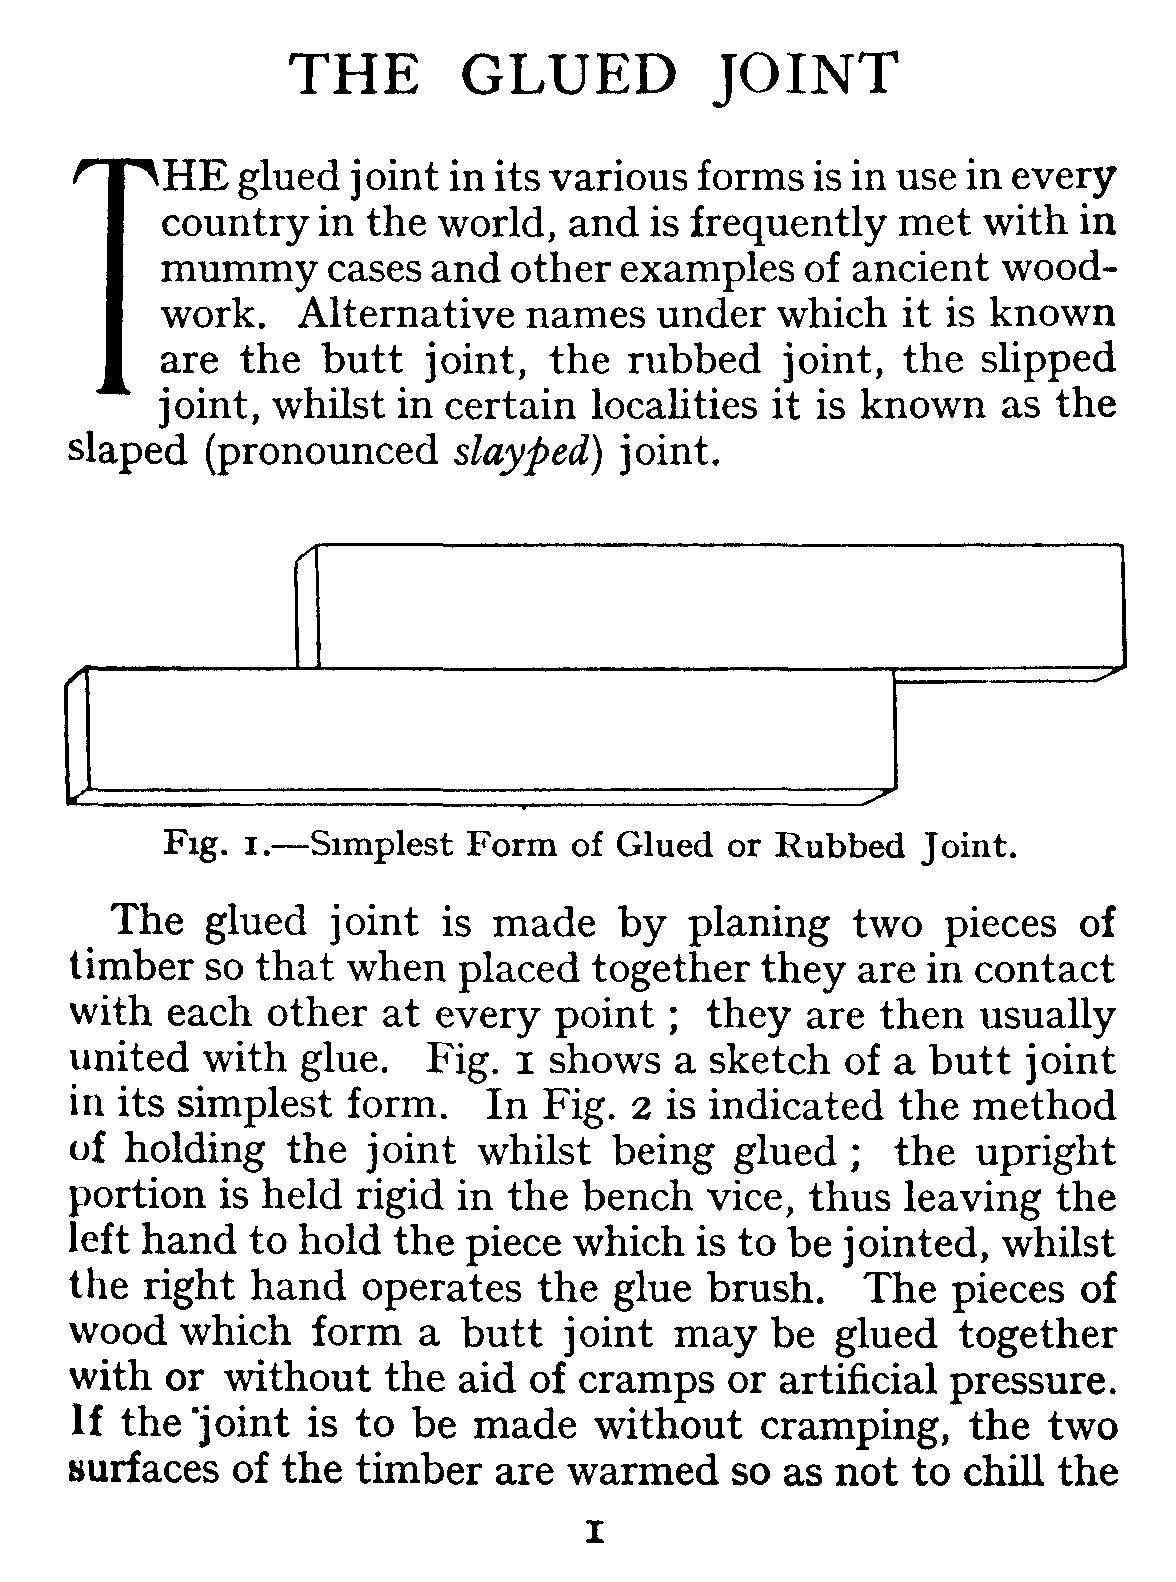 THE GLUED JOINT
THE glued joint in its various forms is in use in every
country in the world, and is frequently met with in
mummy cases and other examples of ancient wood-
work. Alternative names under which it is known
are the butt joint, the rubbed joint, the slipped
joint, whilst in certain localities it is known as the
slaped (pronounced slayped) joint.
Fig. 1.—Simplest Form of Glued or Rubbed Joint.
The glued joint is made by planing two pieces of
timber so that when placed together they are in contact
with each other at every point ; they are then usually
united with glue. Fig. 1 shows a sketch of a butt joint
in its simplest form. In Fig. 2 is indicated the method
of holding the joint whilst being glued ; the upright
portion is held rigid in the bench vice, thus leaving the
left hand to hold the piece which is to be jointed, whilst
the right hand operates the glue brush. The pieces of
wood which form a butt joint may be glued together
with or without the aid of cramps or artificial pressure.
If the joint is to be made without cramping, the two
surfaces of the timber are warmed so as not to chill the
1